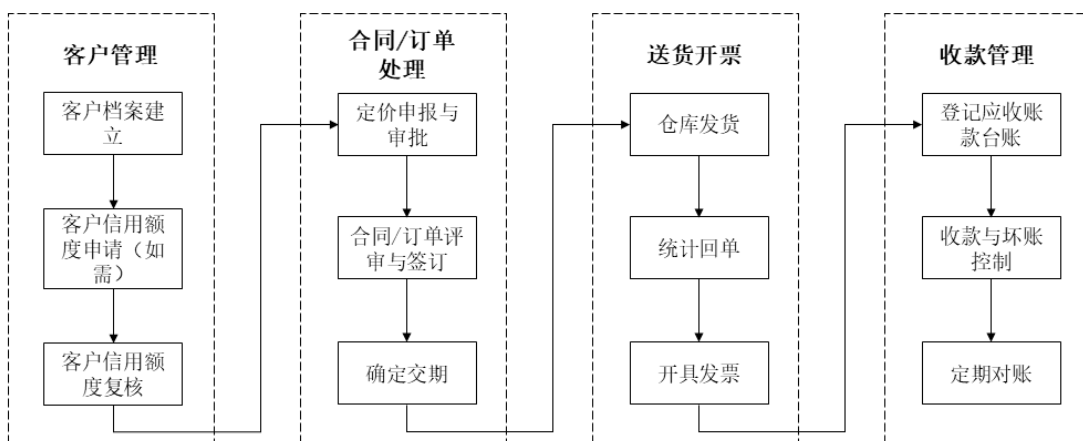 客户管理
客户档案建
立
客户信用额
度申请（如
需）
客户信用额
度复核
合同/订单
处理
定价申报与
审批
合同/订单评
审与签订
确定交期
送货开票
仓库发货
统计回单
开具发票
收款管理
登记应收账
款台账
收款与坏账
控制
定期对账